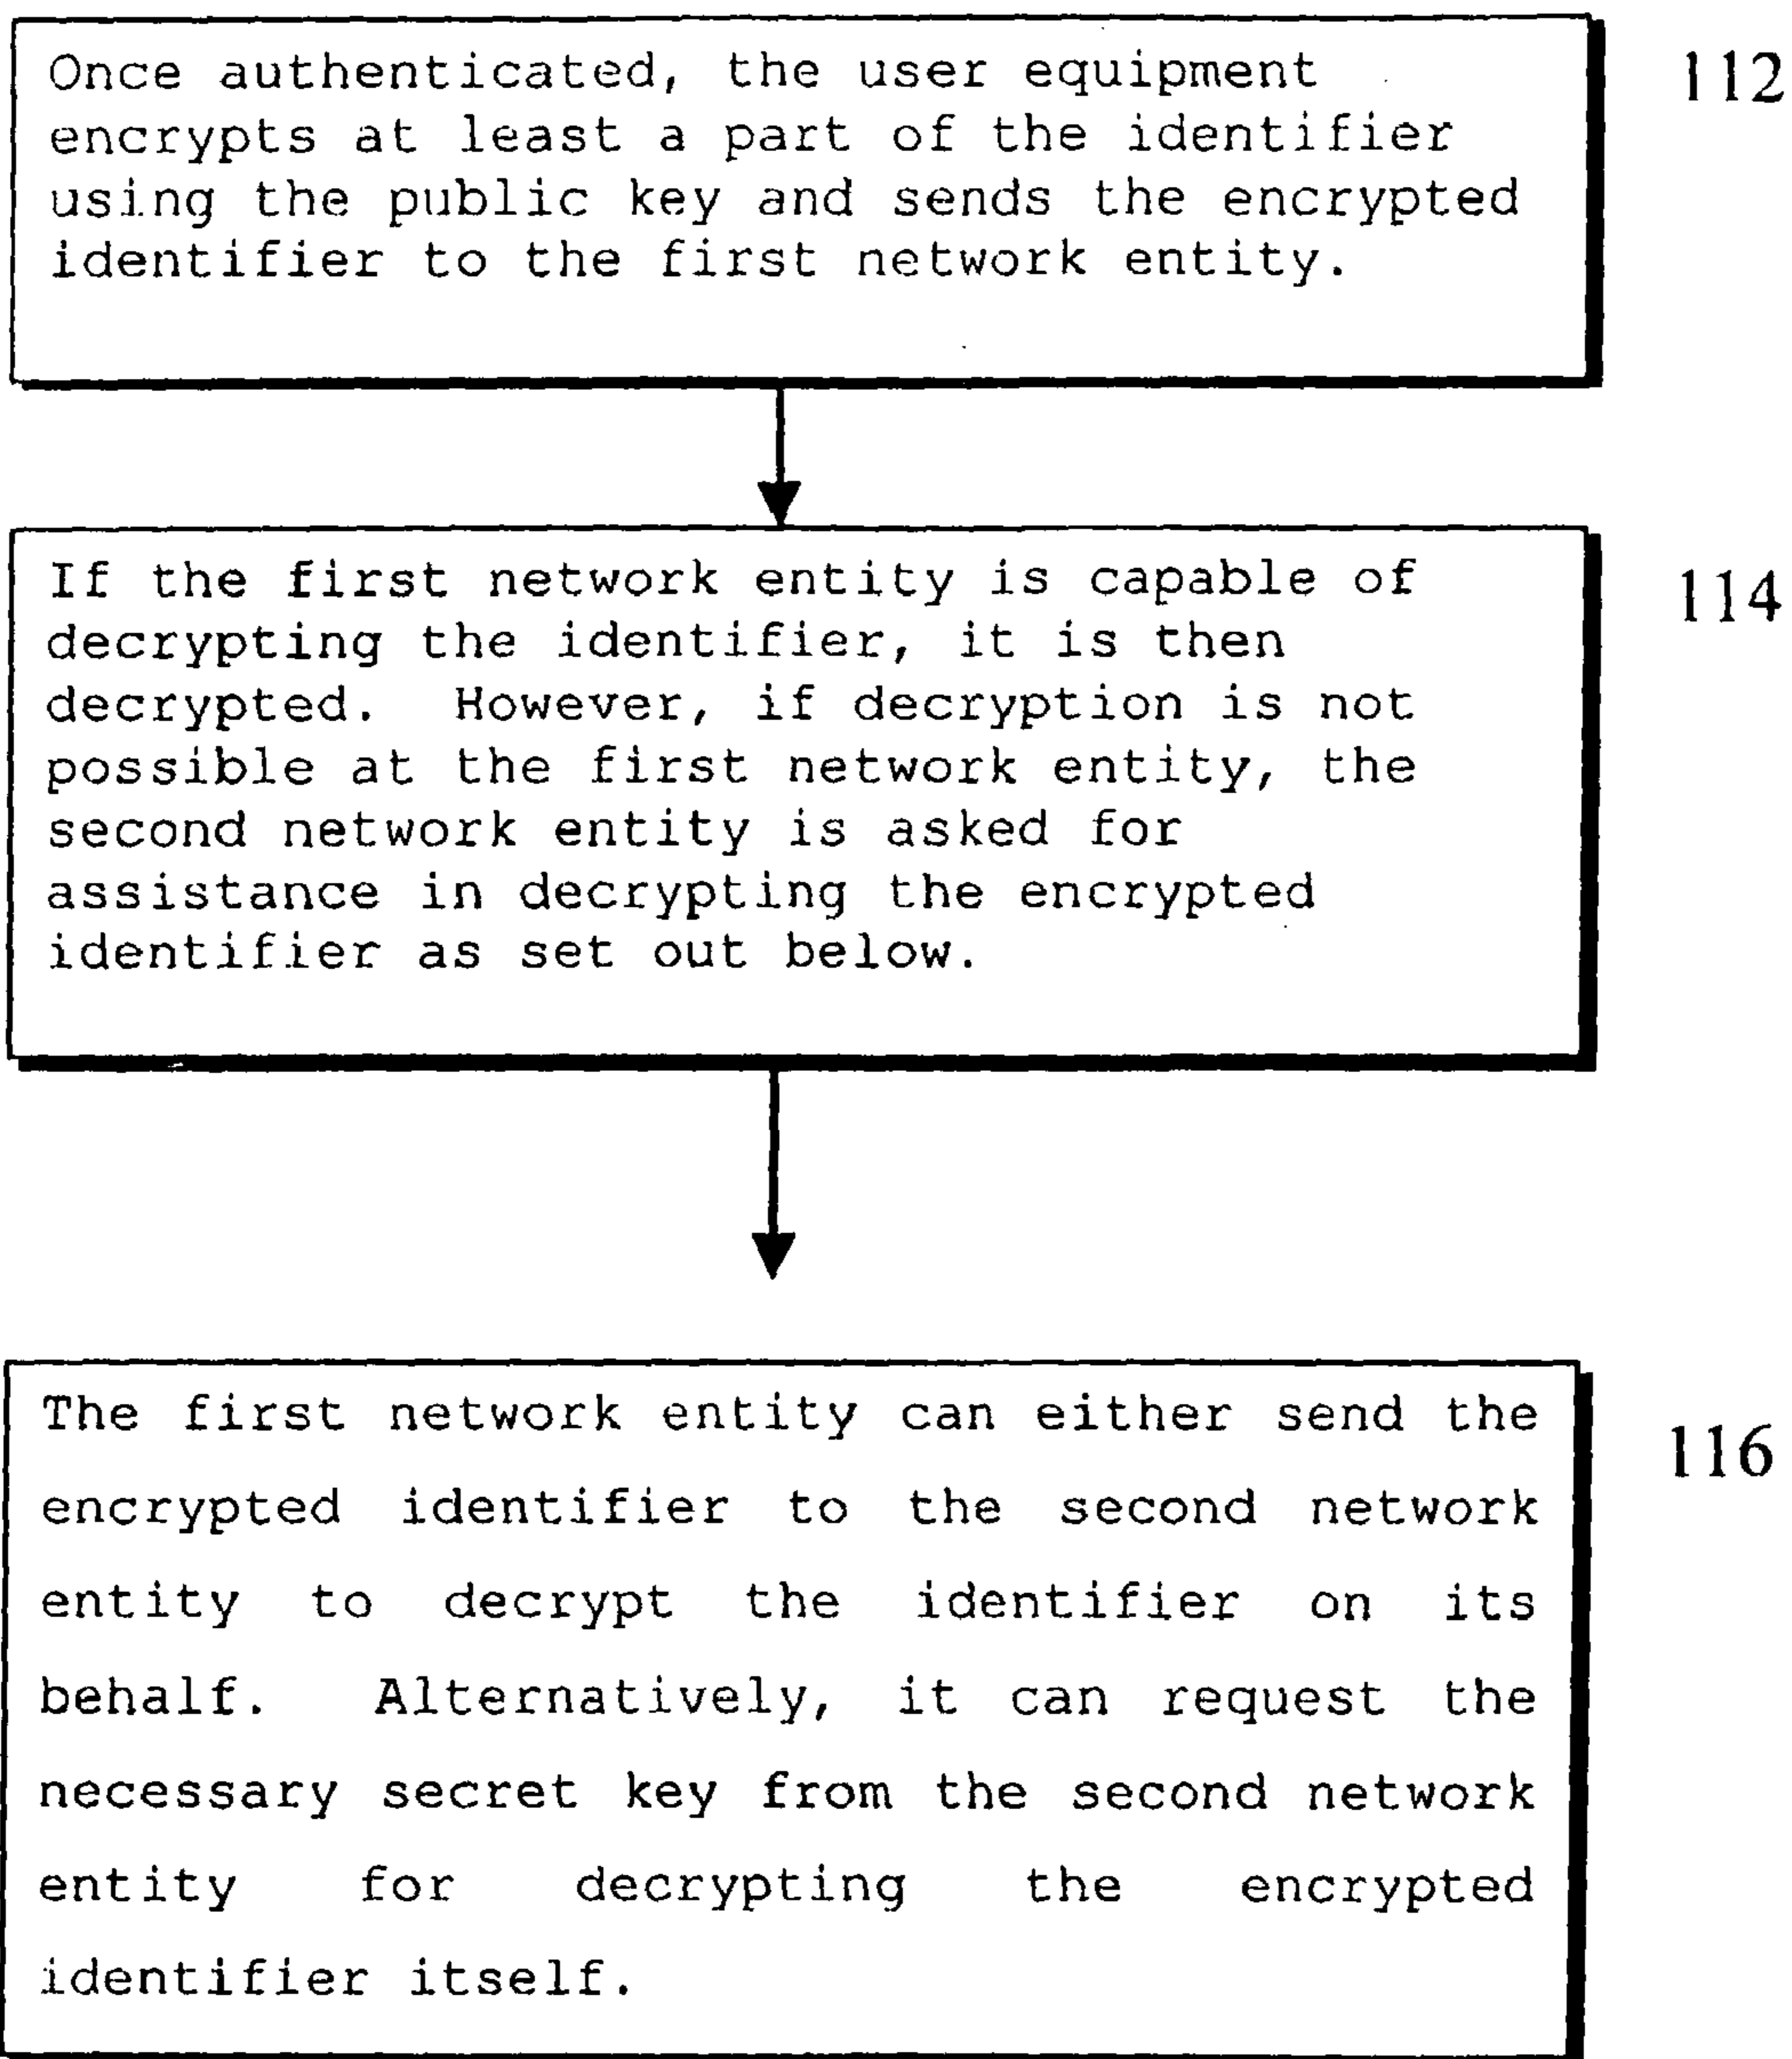 Once authenticated, the user equipment
encrypts at least a part of the identifier
using the public key and sends the encrypted
identifier to the first network entity.
112
If the first network entity is capable of
decrypting the identifier, it is then
decrypted. However, if decryption is not
possible at the first network entity, the
second network entity is asked for
assistance in decrypting the encrypted
identifier as set out below.
114
The first network entity can either send the
encrypted identifier to the second network
entity to decrypt the identifier on its
behalf. Alternatively, it can request the
necessary secret key from the second network
entity for decrypting the encrypted
identifier itself.
116